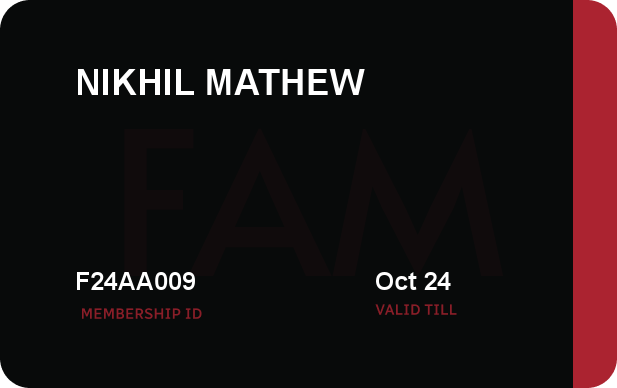 NIKHIL MATHEW
FAM
F24AA009
Oct 24
MEMBERSHIP ID
VALID TILL